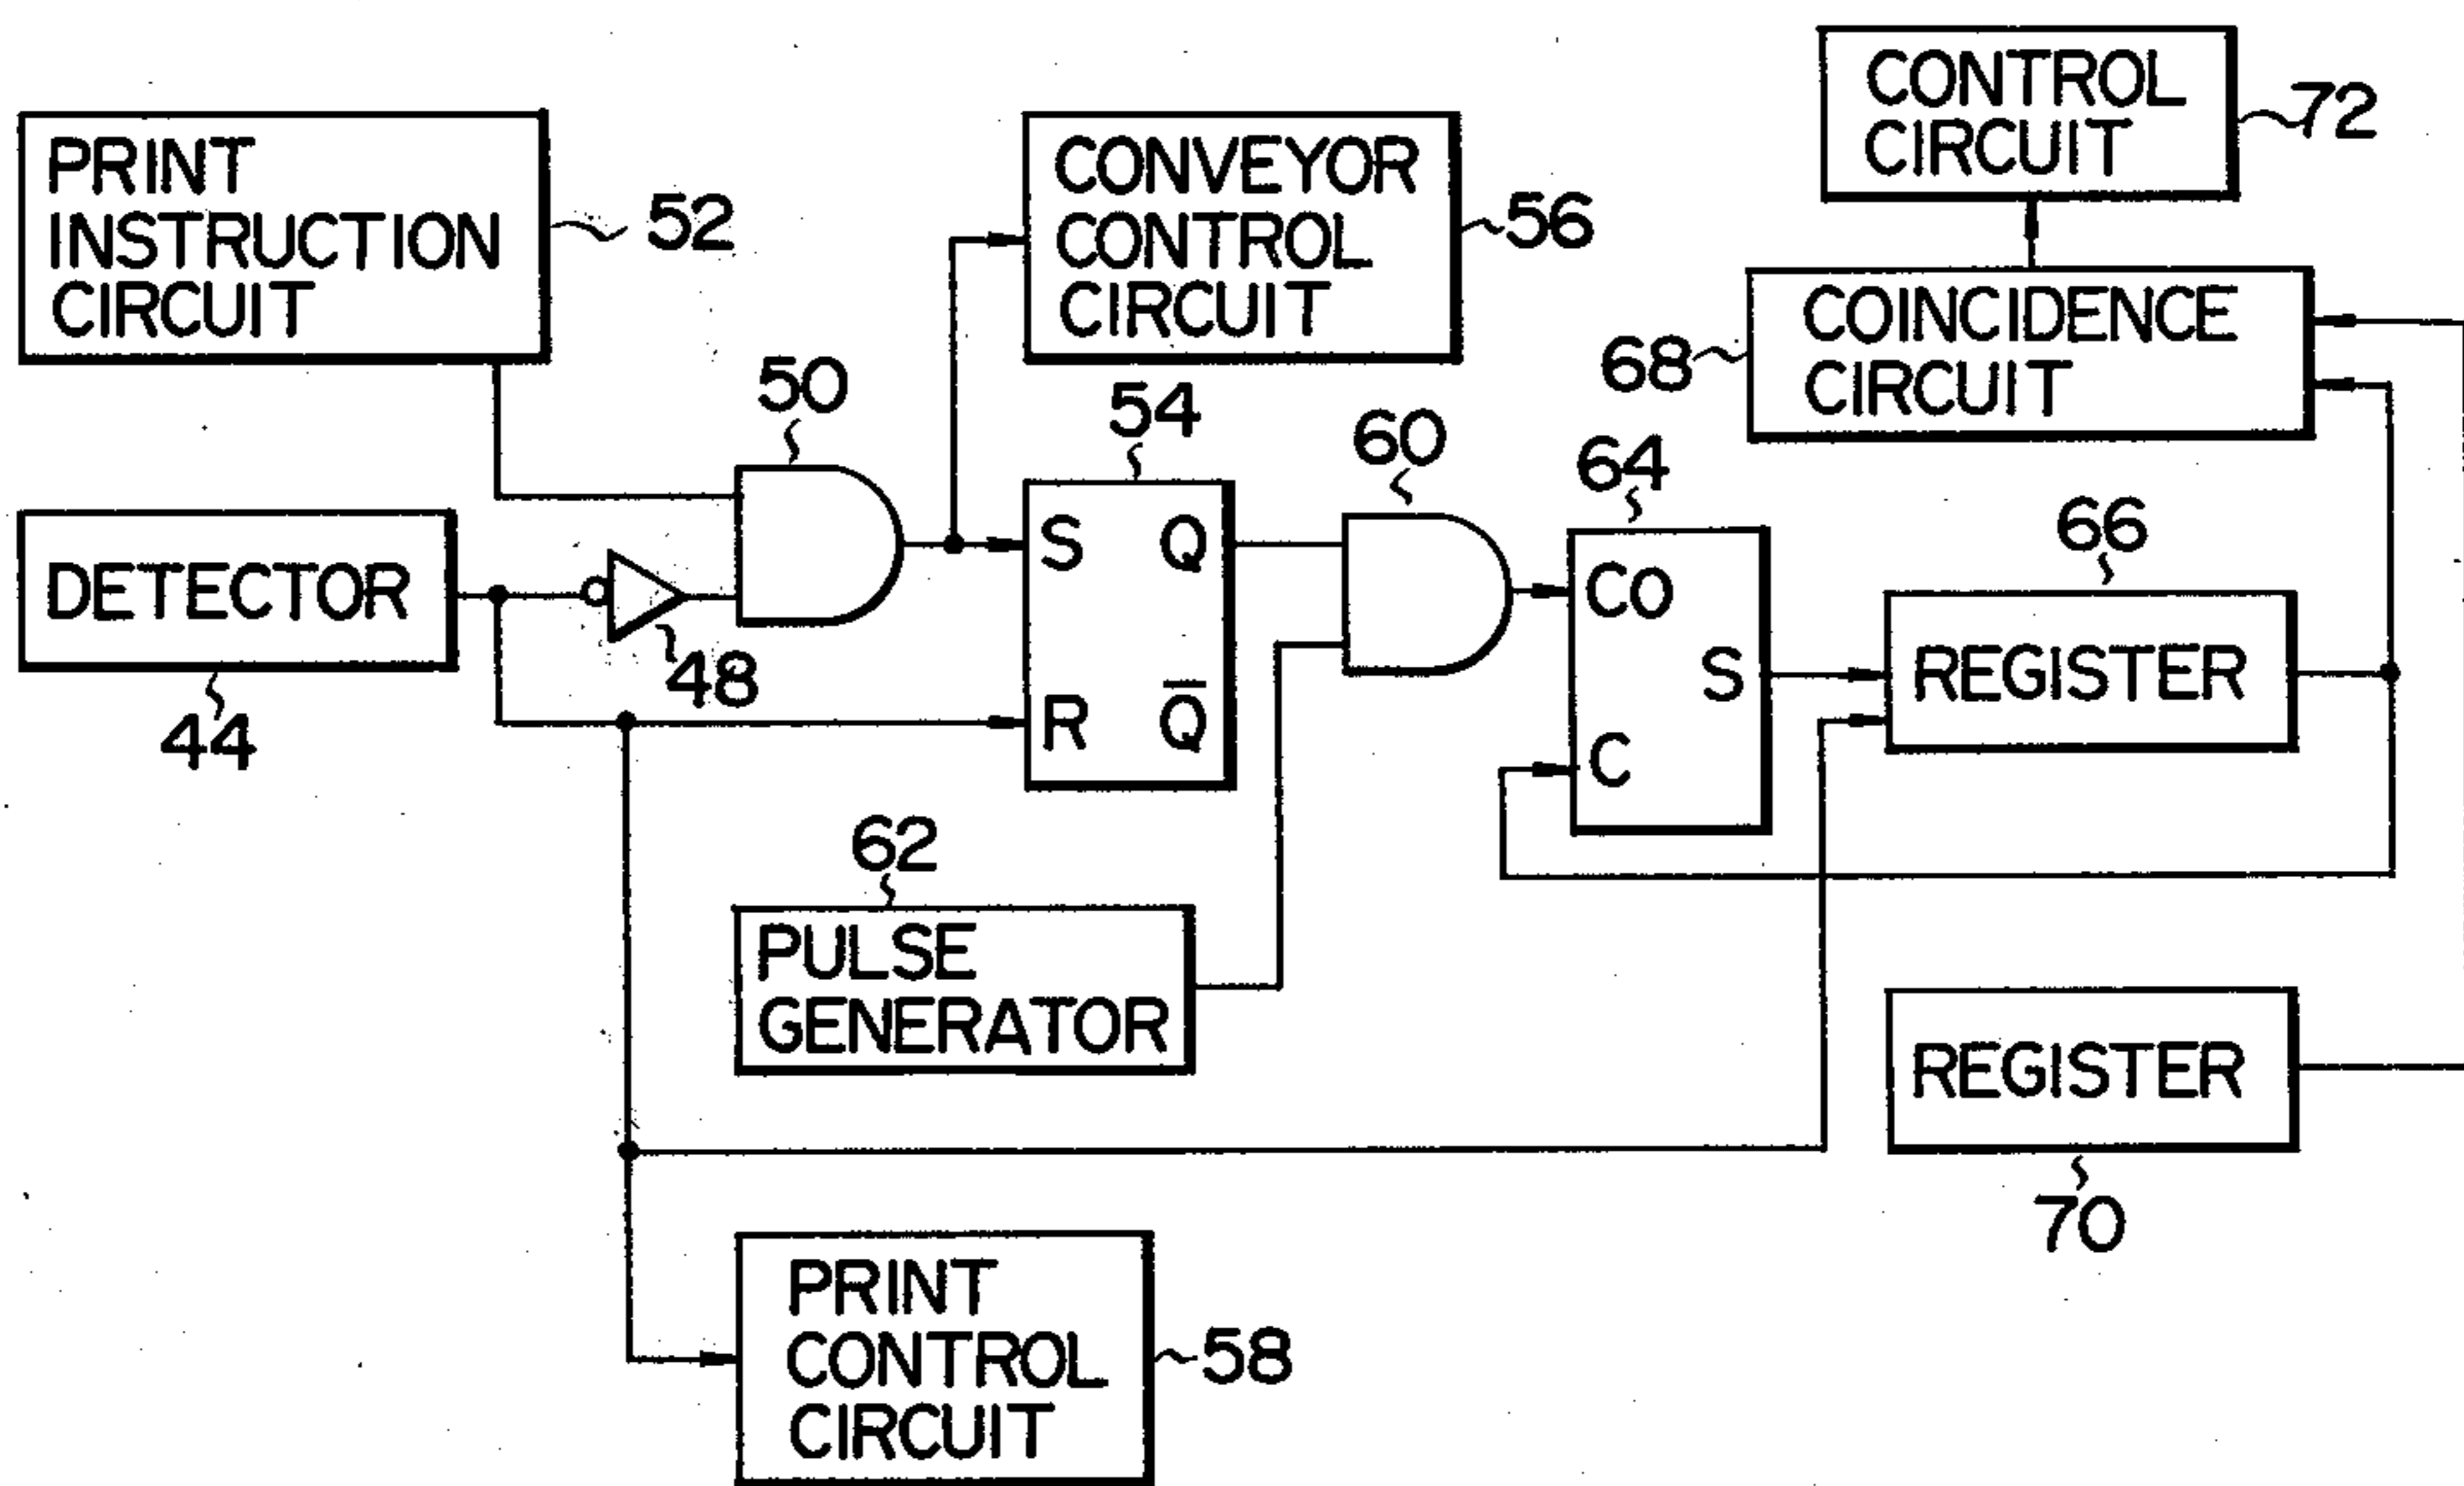 PRINT
INSTRUCTION
CIRCUIT
52
CONVEYOR
CONTROL
CIRCUIT
56
CONTROL
CIRCUIT
72
COINCIDENCE
CIRCUIT
68
50
54
60
64
66
DETECTOR
44
48
S Q
R Q̅
CO
S
C
REGISTER
62
PULSE
GENERATOR
REGISTER
70
PRINT
CONTROL
CIRCUIT
58